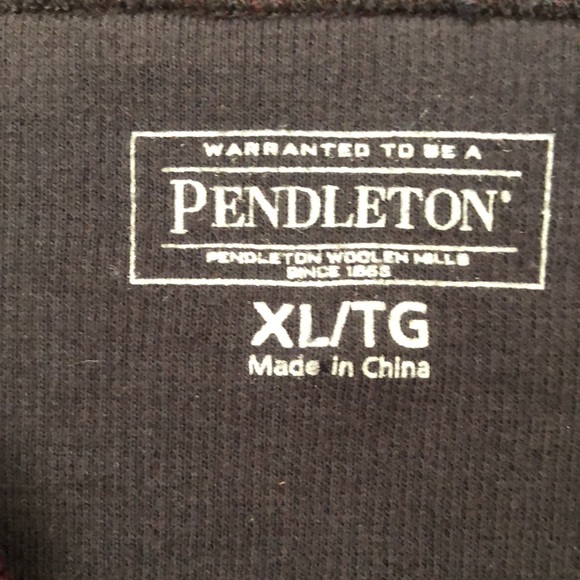 WARRANTED TO BE A
PENDLETON®
PENDLETON WOOLEN MILLS
SINCE 1863
XL/TG
Made in China